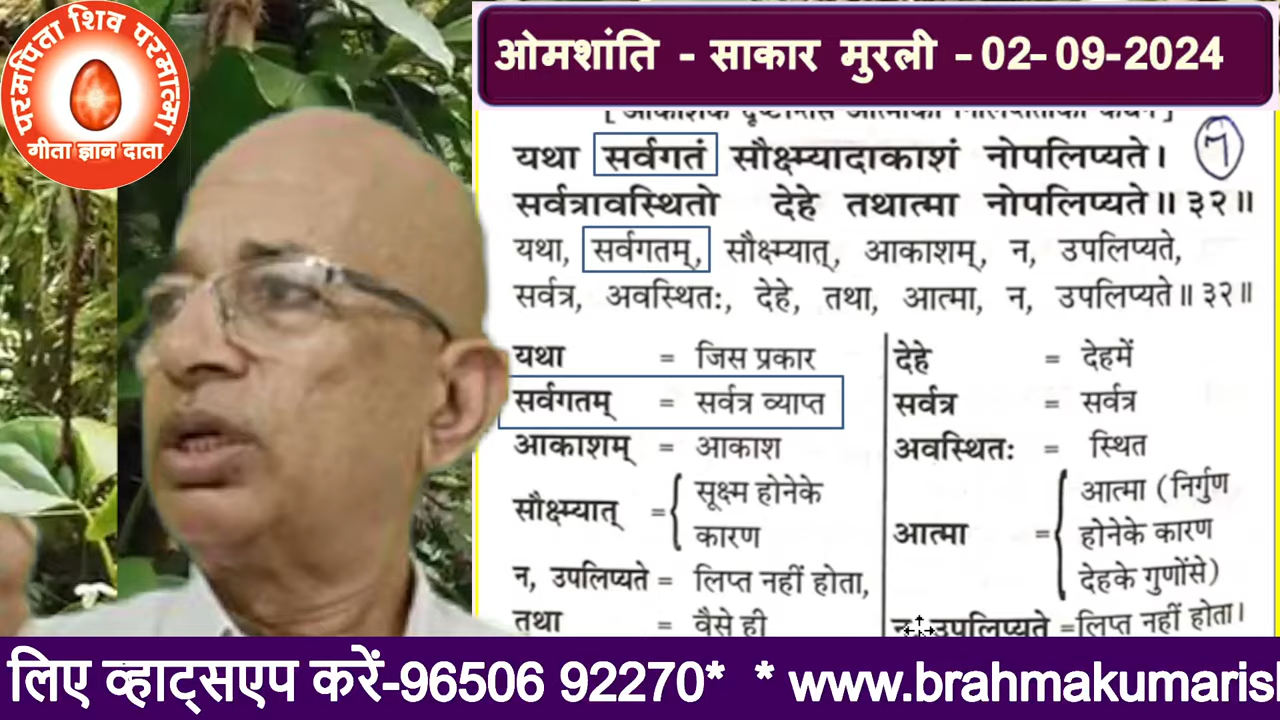 परमपिता शिव परमात्मा
गीता ज्ञान दाता
ओमशांति - साकार मुरली - 02- 09-2024
यथा सर्वगतं सौक्ष्म्यादाकाशं नोपलिप्यते।
सर्वत्रावस्थितो देहे तथात्मा नोपलिप्यते॥ ३२॥
यथा, सर्वगतम्, सौक्ष्म्यात्, आकाशम्, न, उपलिप्यते,
सर्वत्र, अवस्थितः, देहे, तथा, आत्मा, न, उपलिप्यते॥ ३२॥
यथा = जिस प्रकार
सर्वगतम् = सर्वत्र व्याप्त
आकाशम् = आकाश
सौक्ष्म्यात् = सूक्ष्म होनेके
कारण
न, उपलिप्यते = लिप्त नहीं होता,
तथा = वैसे ही
देहे = देहमें
सर्वत्र = सर्वत्र
अवस्थितः = स्थित
आत्मा = आत्मा (निर्गुण
होनेके कारण
देहके गुणोंसे)
न, उपलिप्यते =लिप्त नहीं होता।
लिए व्हाट्सएप करें-96506 92270* * www.brahmakumaris